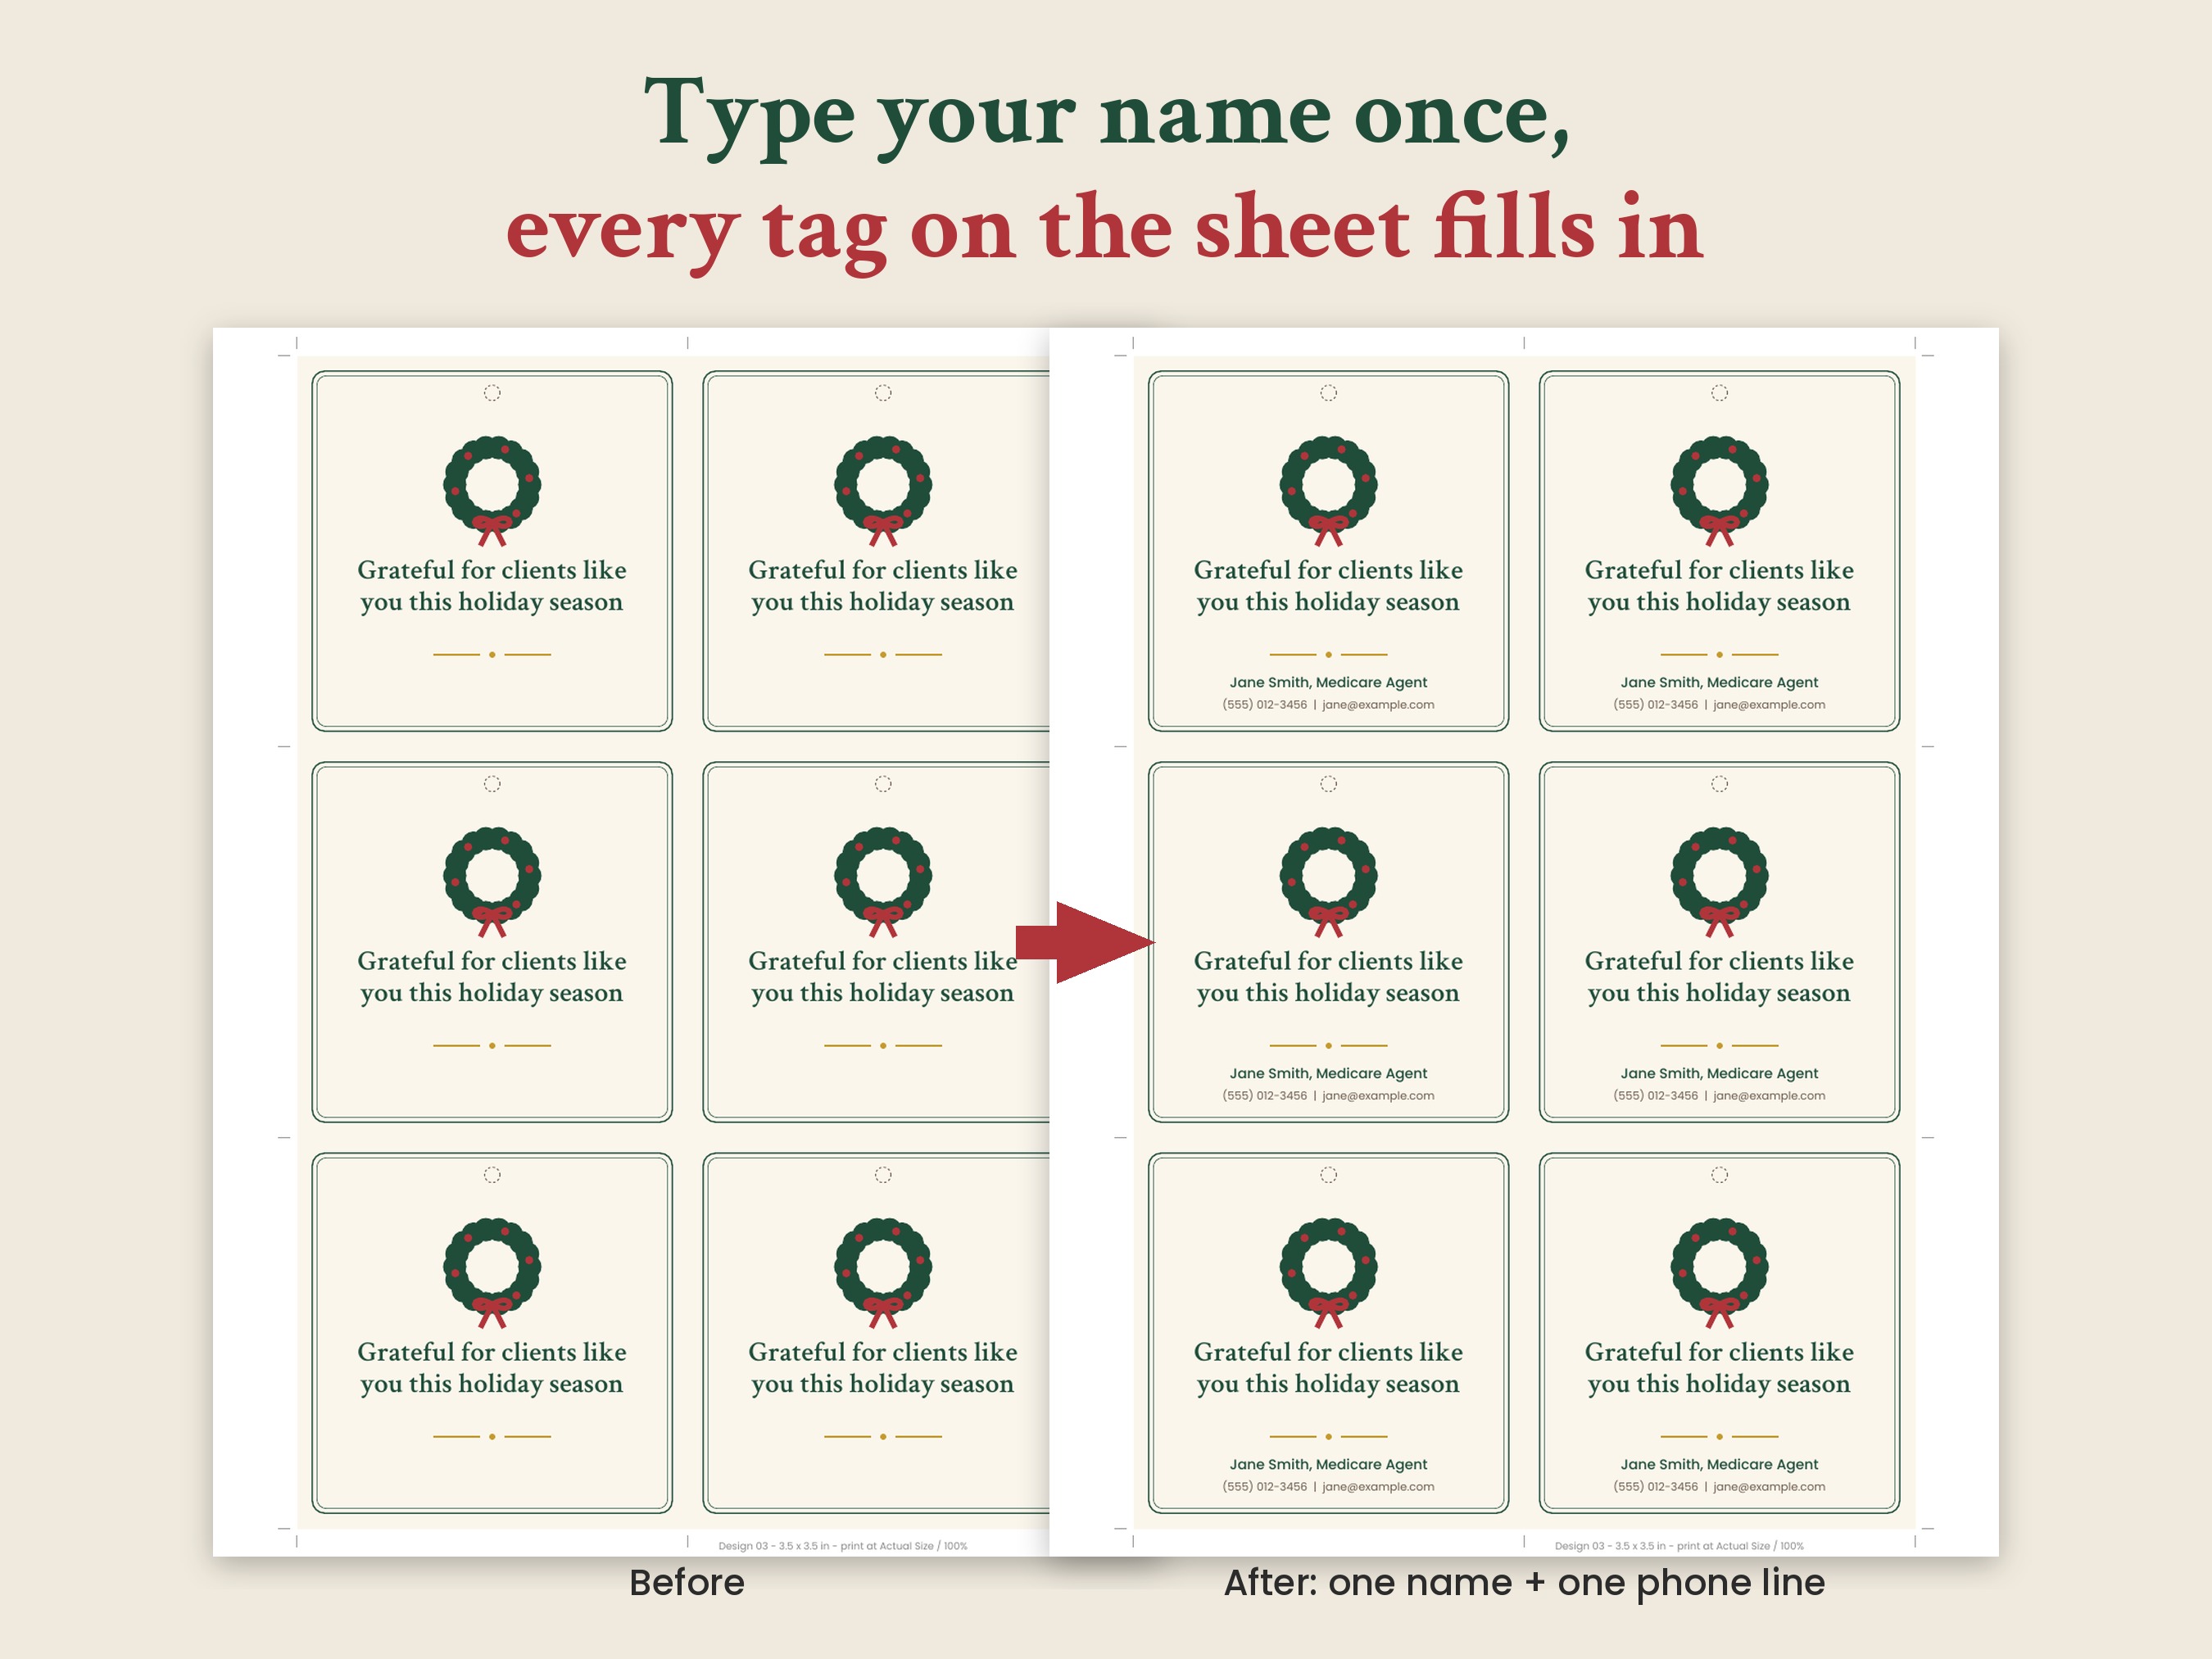 Type your name once,
every tag on the sheet fills in
Grateful for clients like
you this holiday season
Grateful for clients like
you this holiday season
Grateful for clients like
you this holiday season
Grateful for clients like
you this holiday season
Grateful for clients like
you this holiday season
Grateful for clients like
you this holiday season
Design 03 - 3.5 x 3.5 in - print at Actual Size / 100%
Before
Grateful for clients like
you this holiday season
Jane Smith, Medicare Agent
(555) 012-3456 | jane@example.com
Grateful for clients like
you this holiday season
Jane Smith, Medicare Agent
(555) 012-3456 | jane@example.com
Grateful for clients like
you this holiday season
Jane Smith, Medicare Agent
(555) 012-3456 | jane@example.com
Grateful for clients like
you this holiday season
Jane Smith, Medicare Agent
(555) 012-3456 | jane@example.com
Grateful for clients like
you this holiday season
Jane Smith, Medicare Agent
(555) 012-3456 | jane@example.com
Grateful for clients like
you this holiday season
Jane Smith, Medicare Agent
(555) 012-3456 | jane@example.com
Design 03 - 3.5 x 3.5 in - print at Actual Size / 100%
After: one name + one phone line